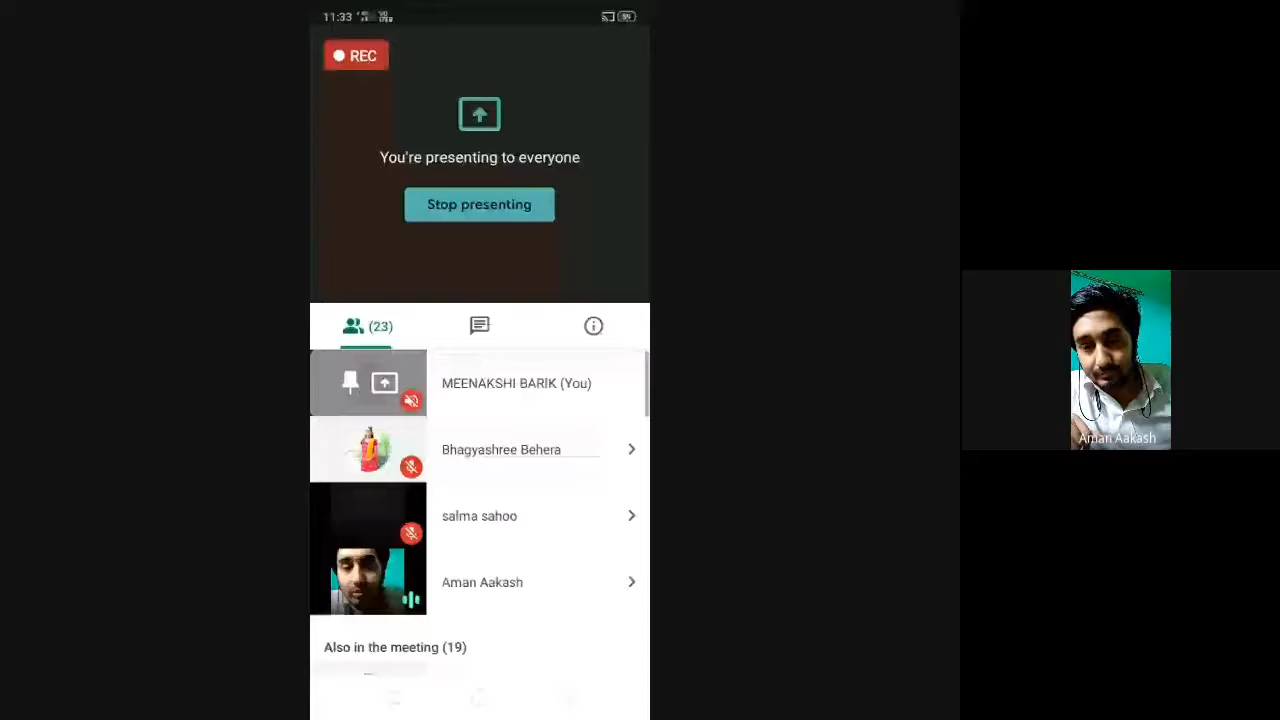 11:33
REC
You're presenting to everyone
Stop presenting
(23)
MEENAKSHI BARIK (You)
Bhagyashree Behera
salma sahoo
Aman Aakash
Also in the meeting (19)
Aman Aakash